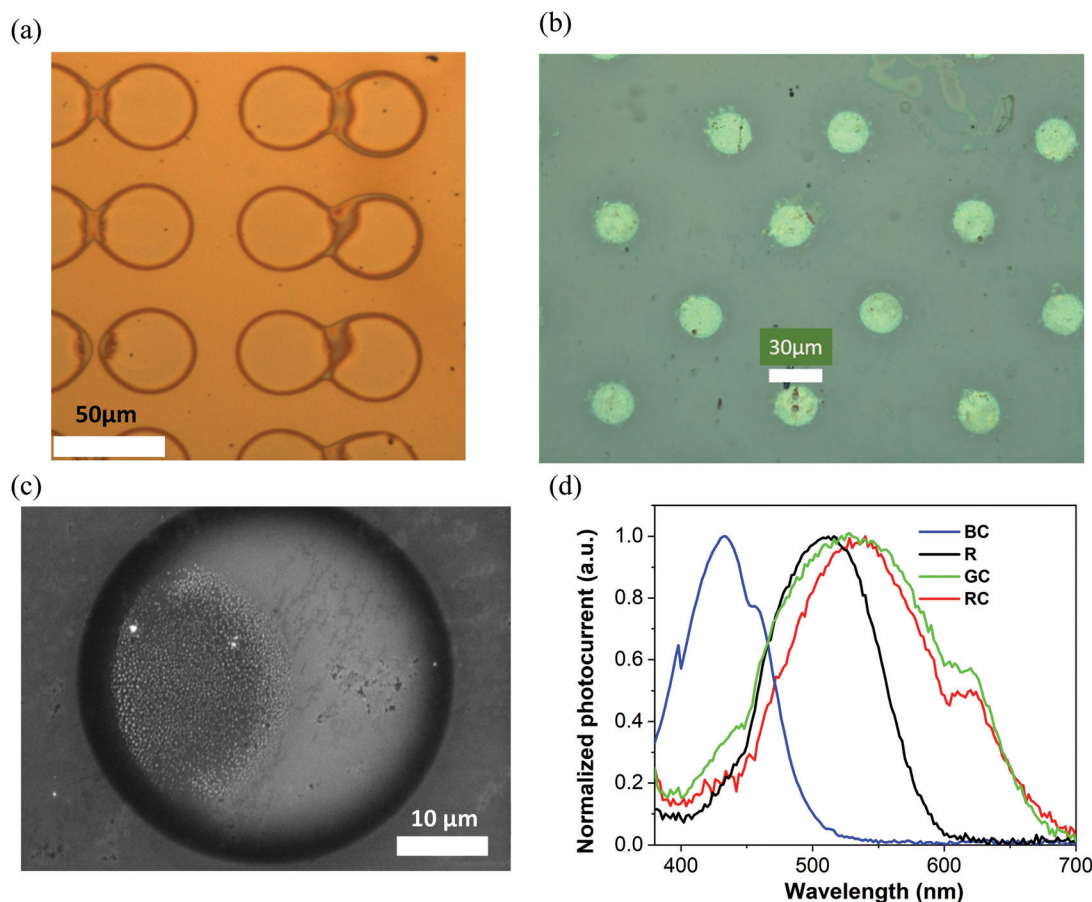 (a)
50μm
(b)
30μm
(c)
10 μm
(d)
Normalized photocurrent (a.u.)
1.0
0.8
0.6
0.4
0.2
0.0
BC
R
GC
RC
400 500 600 700
Wavelength (nm)